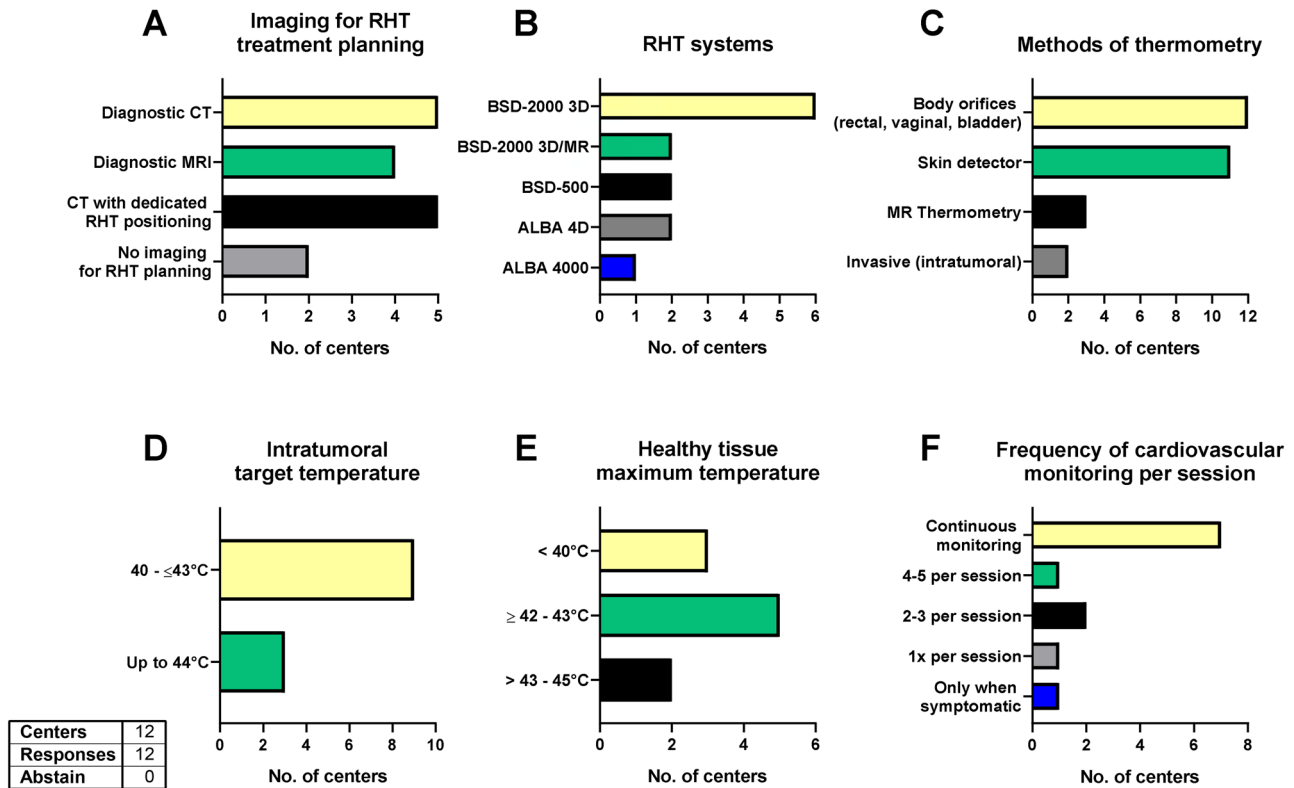 A
Imaging for RHT
treatment planning
Diagnostic CT
Diagnostic MRI
CT with dedicated
RHT positioning
No imaging
for RHT planning
0 1 2 3 4 5
No. of centers
B
RHT systems
BSD-2000 3D
BSD-2000 3D/MR
BSD-500
ALBA 4D
ALBA 4000
0 1 2 3 4 5 6
No. of centers
C
Methods of thermometry
Body orifices
(rectal, vaginal, bladder)
Skin detector
MR Thermometry
Invasive (intratumoral)
0 2 4 6 8 10 12
No. of centers
D
Intratumoral
target temperature
40 - ≤43°C
Up to 44°C
0 2 4 6 8 10
No. of centers
E
Healthy tissue
maximum temperature
< 40°C
≥ 42 - 43°C
> 43 - 45°C
0 2 4 6
No. of centers
F
Frequency of cardiovascular
monitoring per session
Continuous
monitoring
4-5 per session
2-3 per session
1x per session
Only when
symptomatic
0 2 4 6 8
No. of centers
Centers 12
Responses 12
Abstain 0